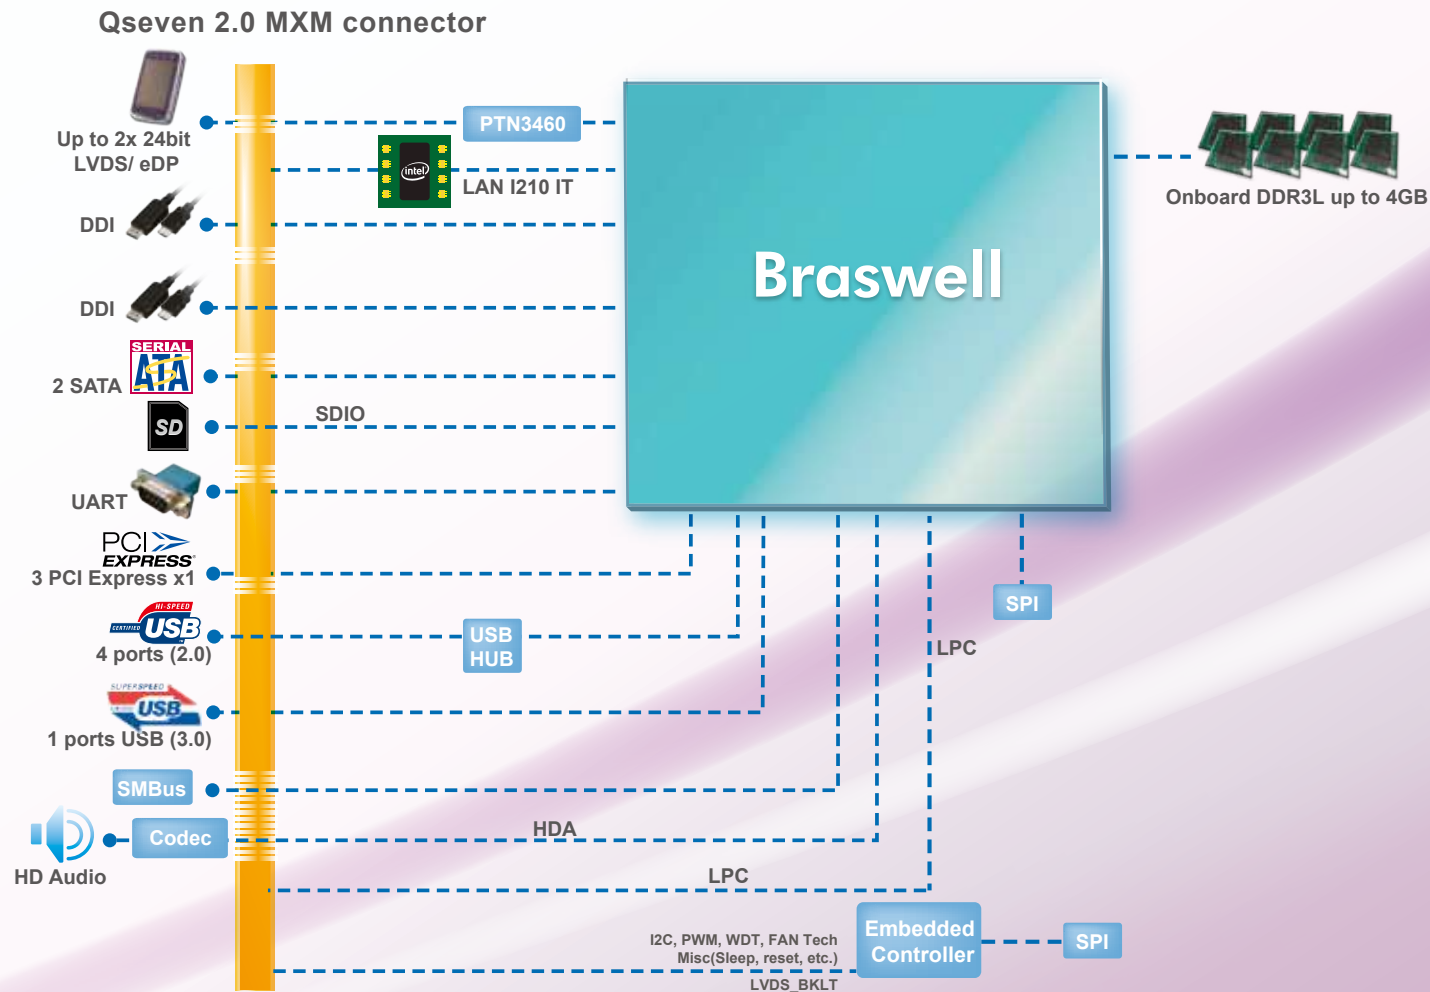 Qseven 2.0 MXM connector
Up to 2x 24bit
LVDS/ eDP
PTN3460
intel
LAN I210 IT
DDI
DDI
Braswell
Onboard DDR3L up to 4GB
SERIAL
ATA
2 SATA
SD
SDIO
UART
PCI
EXPRESS
3 PCI Express x1
HI-SPEED
CERTIFIED
USB
4 ports (2.0)
USB
HUB
SPI
LPC
SUPERSPEED
USB
1 ports USB (3.0)
SMBus
Codec
HDA
HD Audio
LPC
I2C, PWM, WDT, FAN Tech
Misc(Sleep, reset, etc.)
LVDS_BKLT
Embedded
Controller
SPI